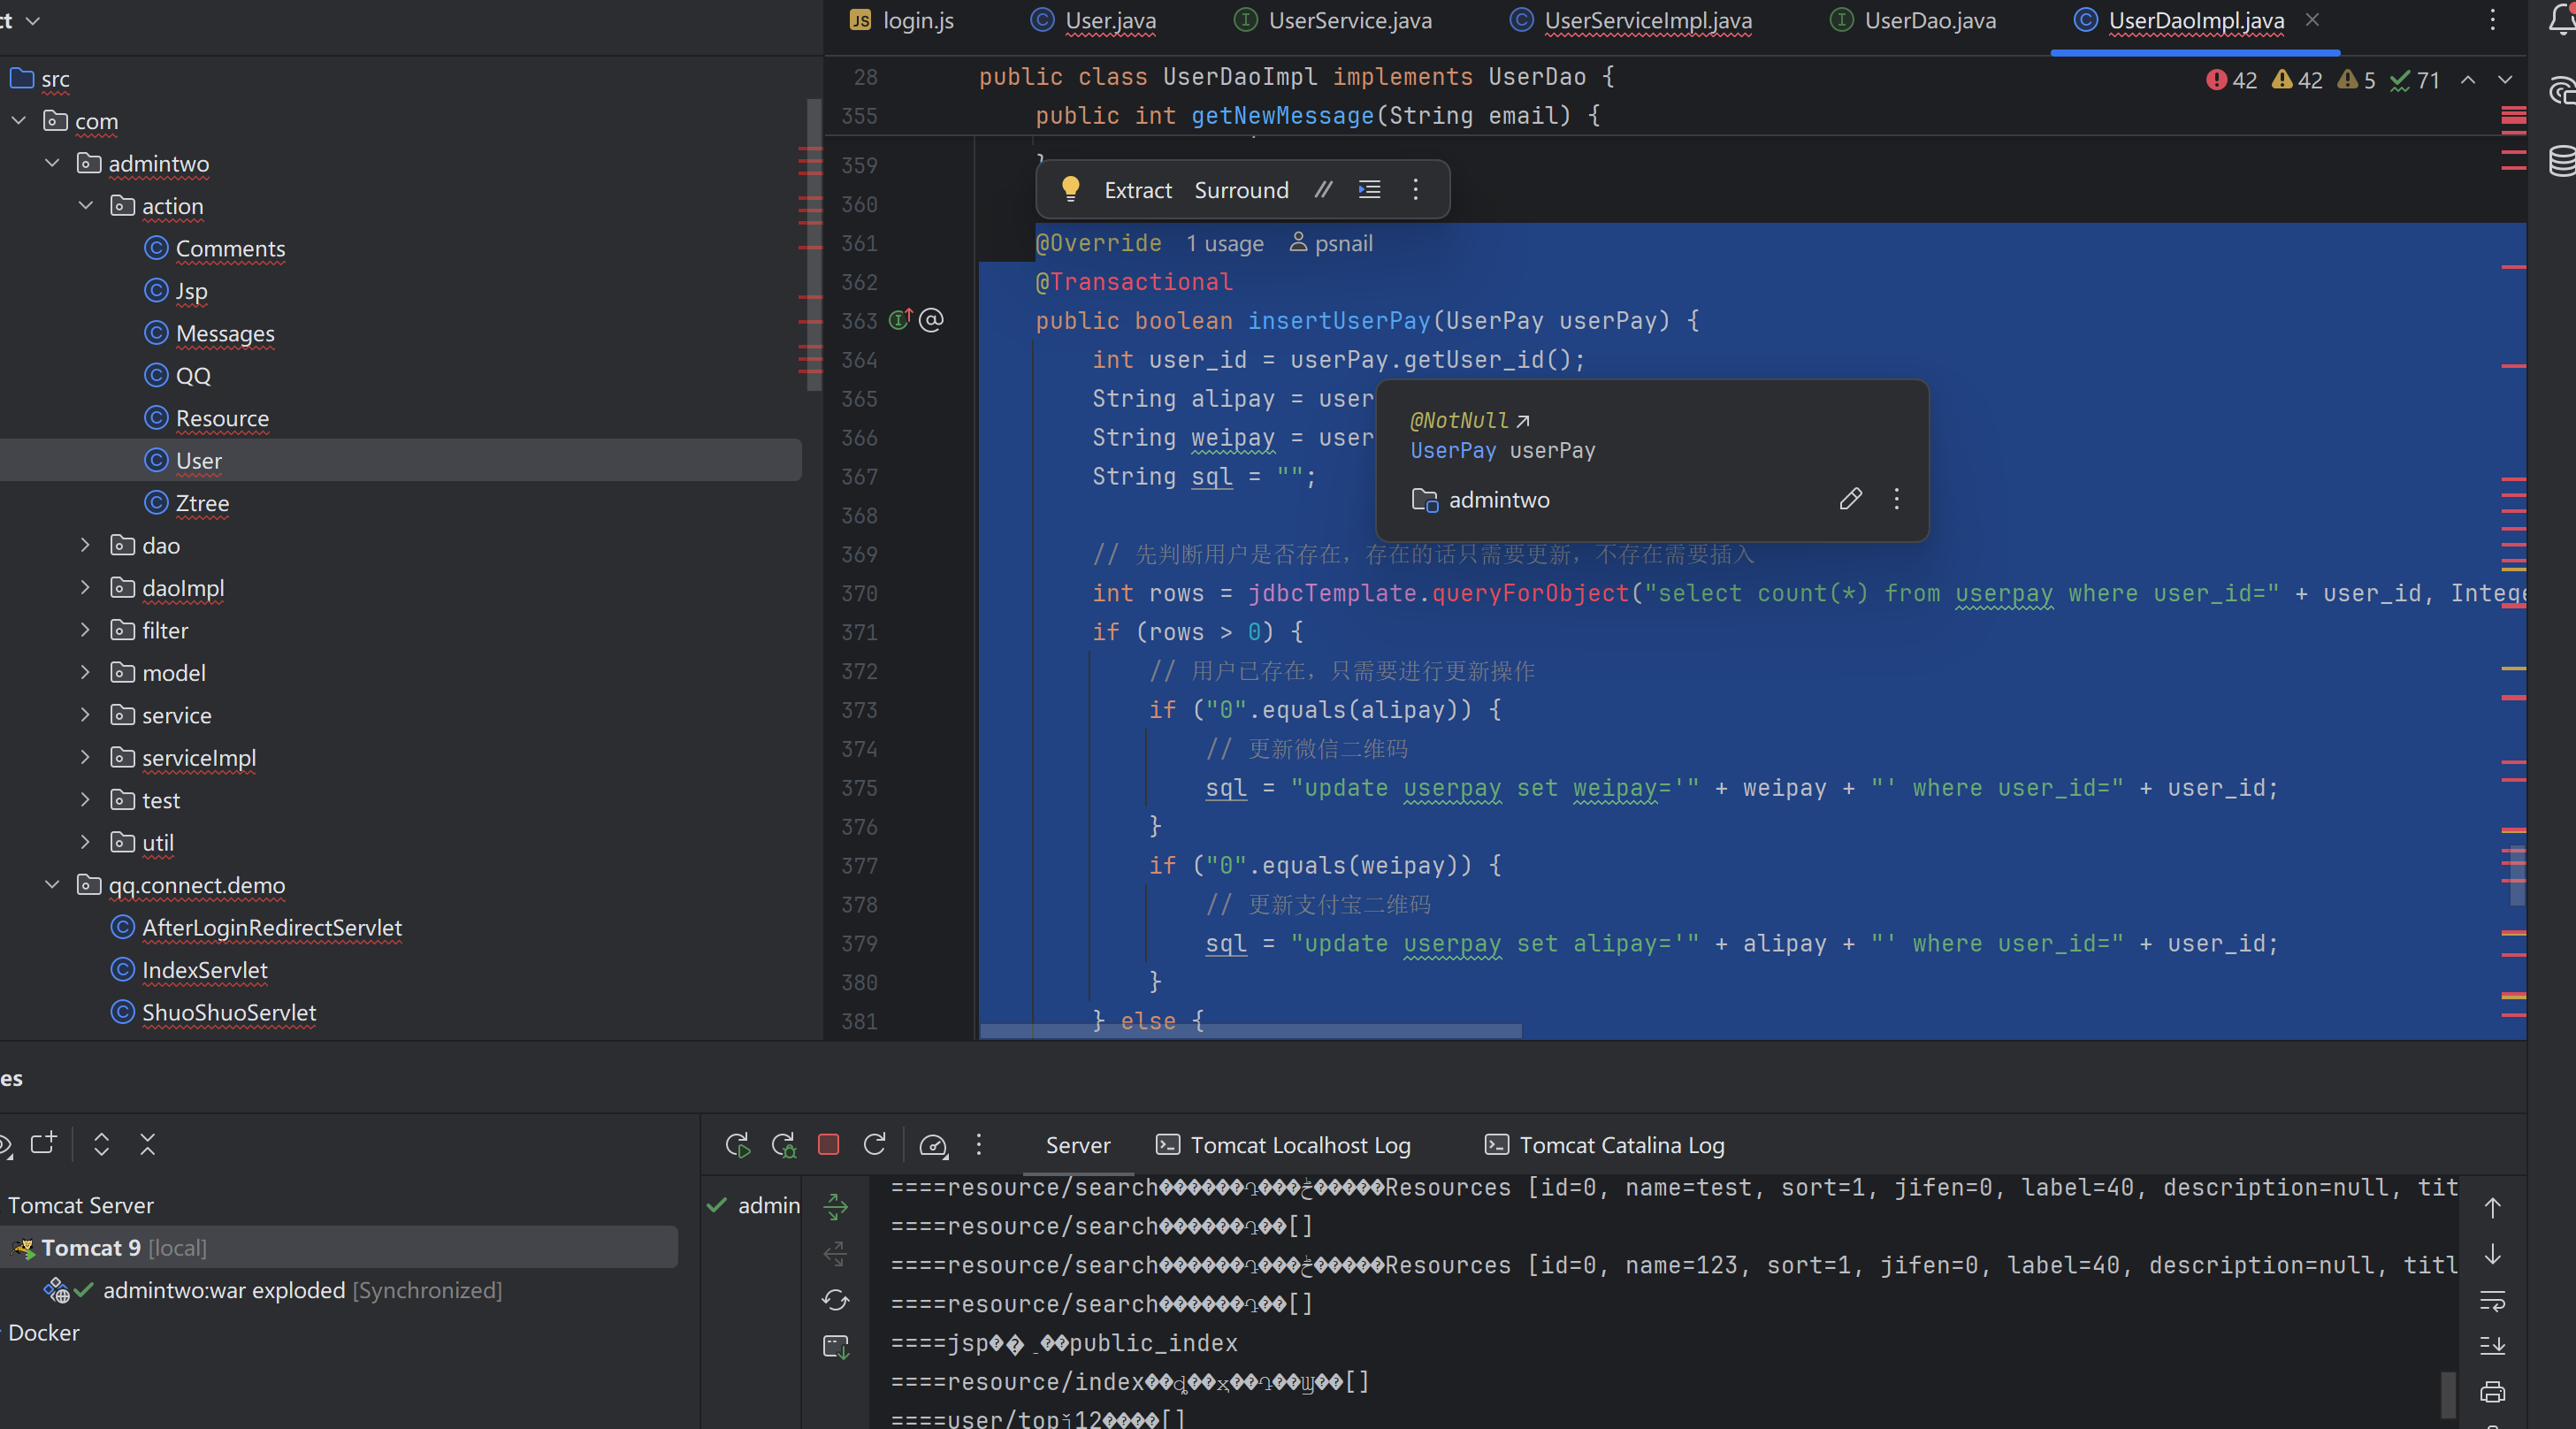 ct
login.js
User.java
UserService.java
UserServiceImpl.java
UserDao.java
UserDaoImpl.java
src
com
admintwo
action
Comments
Jsp
Messages
QQ
Resource
User
Ztree
dao
daoImpl
filter
model
service
serviceImpl
test
util
qq.connect.demo
AfterLoginRedirectServlet
IndexServlet
ShuoShuoServlet
42 42 5 71
28 public class UserDaoImpl implements UserDao {
355 public int getNewMessage(String email) {
359 }
Extract Surround //
360
361 @Override 1 usage psnail
362 @Transactional
363 public boolean insertUserPay(UserPay userPay) {
364 int user_id = userPay.getUser_id();
365 String alipay = user
366 String weipay = user
367 String sql = "";
@NotNull
UserPay userPay
admintwo
368
369 // 先判断用户是否存在，存在的话只需要更新，不存在需要插入
370 int rows = jdbcTemplate.queryForObject("select count(*) from userpay where user_id=" + user_id, Intege
371 if (rows > 0) {
372 // 用户已存在，只需要进行更新操作
373 if ("0".equals(alipay)) {
374 // 更新微信二维码
375 sql = "update userpay set weipay='" + weipay + "' where user_id=" + user_id;
376 }
377 if ("0".equals(weipay)) {
378 // 更新支付宝二维码
379 sql = "update userpay set alipay='" + alipay + "' where user_id=" + user_id;
380 }
381 } else {
es
Tomcat Server
Tomcat 9 [local]
admintwo:war exploded [Synchronized]
Docker
Server
Tomcat Localhost Log
Tomcat Catalina Log
admin
====resource/search Resources [id=0, name=test, sort=1, jifen=0, label=40, description=null, tit
====resource/search []
====resource/search Resources [id=0, name=123, sort=1, jifen=0, label=40, description=null, titl
====resource/search []
====jsp public_index
====resource/index []
====user/top 12 []